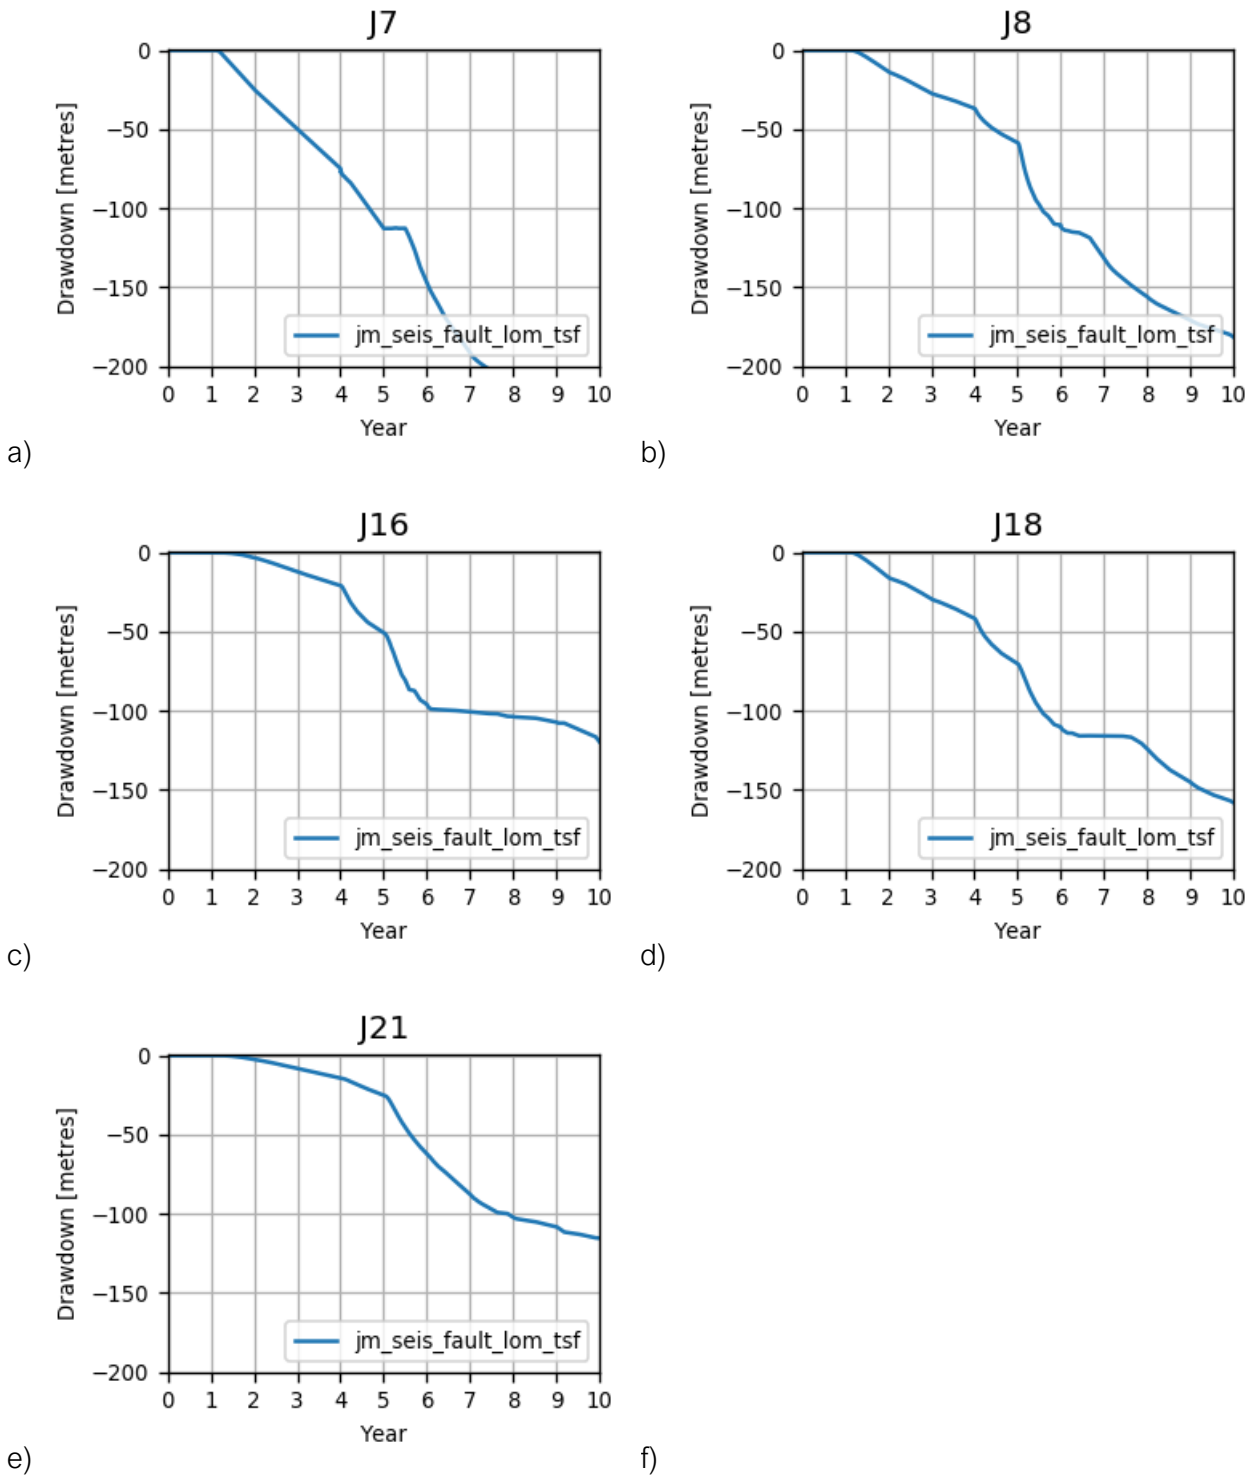 J7
0
−50
−100
−150
−200
Drawdown [metres]
jm_seis_fault_lom_tsf
0 1 2 3 4 5 6 7 8 9 10
Year
a)
J8
0
−50
−100
−150
−200
Drawdown [metres]
jm_seis_fault_lom_tsf
0 1 2 3 4 5 6 7 8 9 10
Year
b)
J16
0
−50
−100
−150
−200
Drawdown [metres]
jm_seis_fault_lom_tsf
0 1 2 3 4 5 6 7 8 9 10
Year
c)
J18
0
−50
−100
−150
−200
Drawdown [metres]
jm_seis_fault_lom_tsf
0 1 2 3 4 5 6 7 8 9 10
Year
d)
J21
0
−50
−100
−150
−200
Drawdown [metres]
jm_seis_fault_lom_tsf
0 1 2 3 4 5 6 7 8 9 10
Year
e)
f)